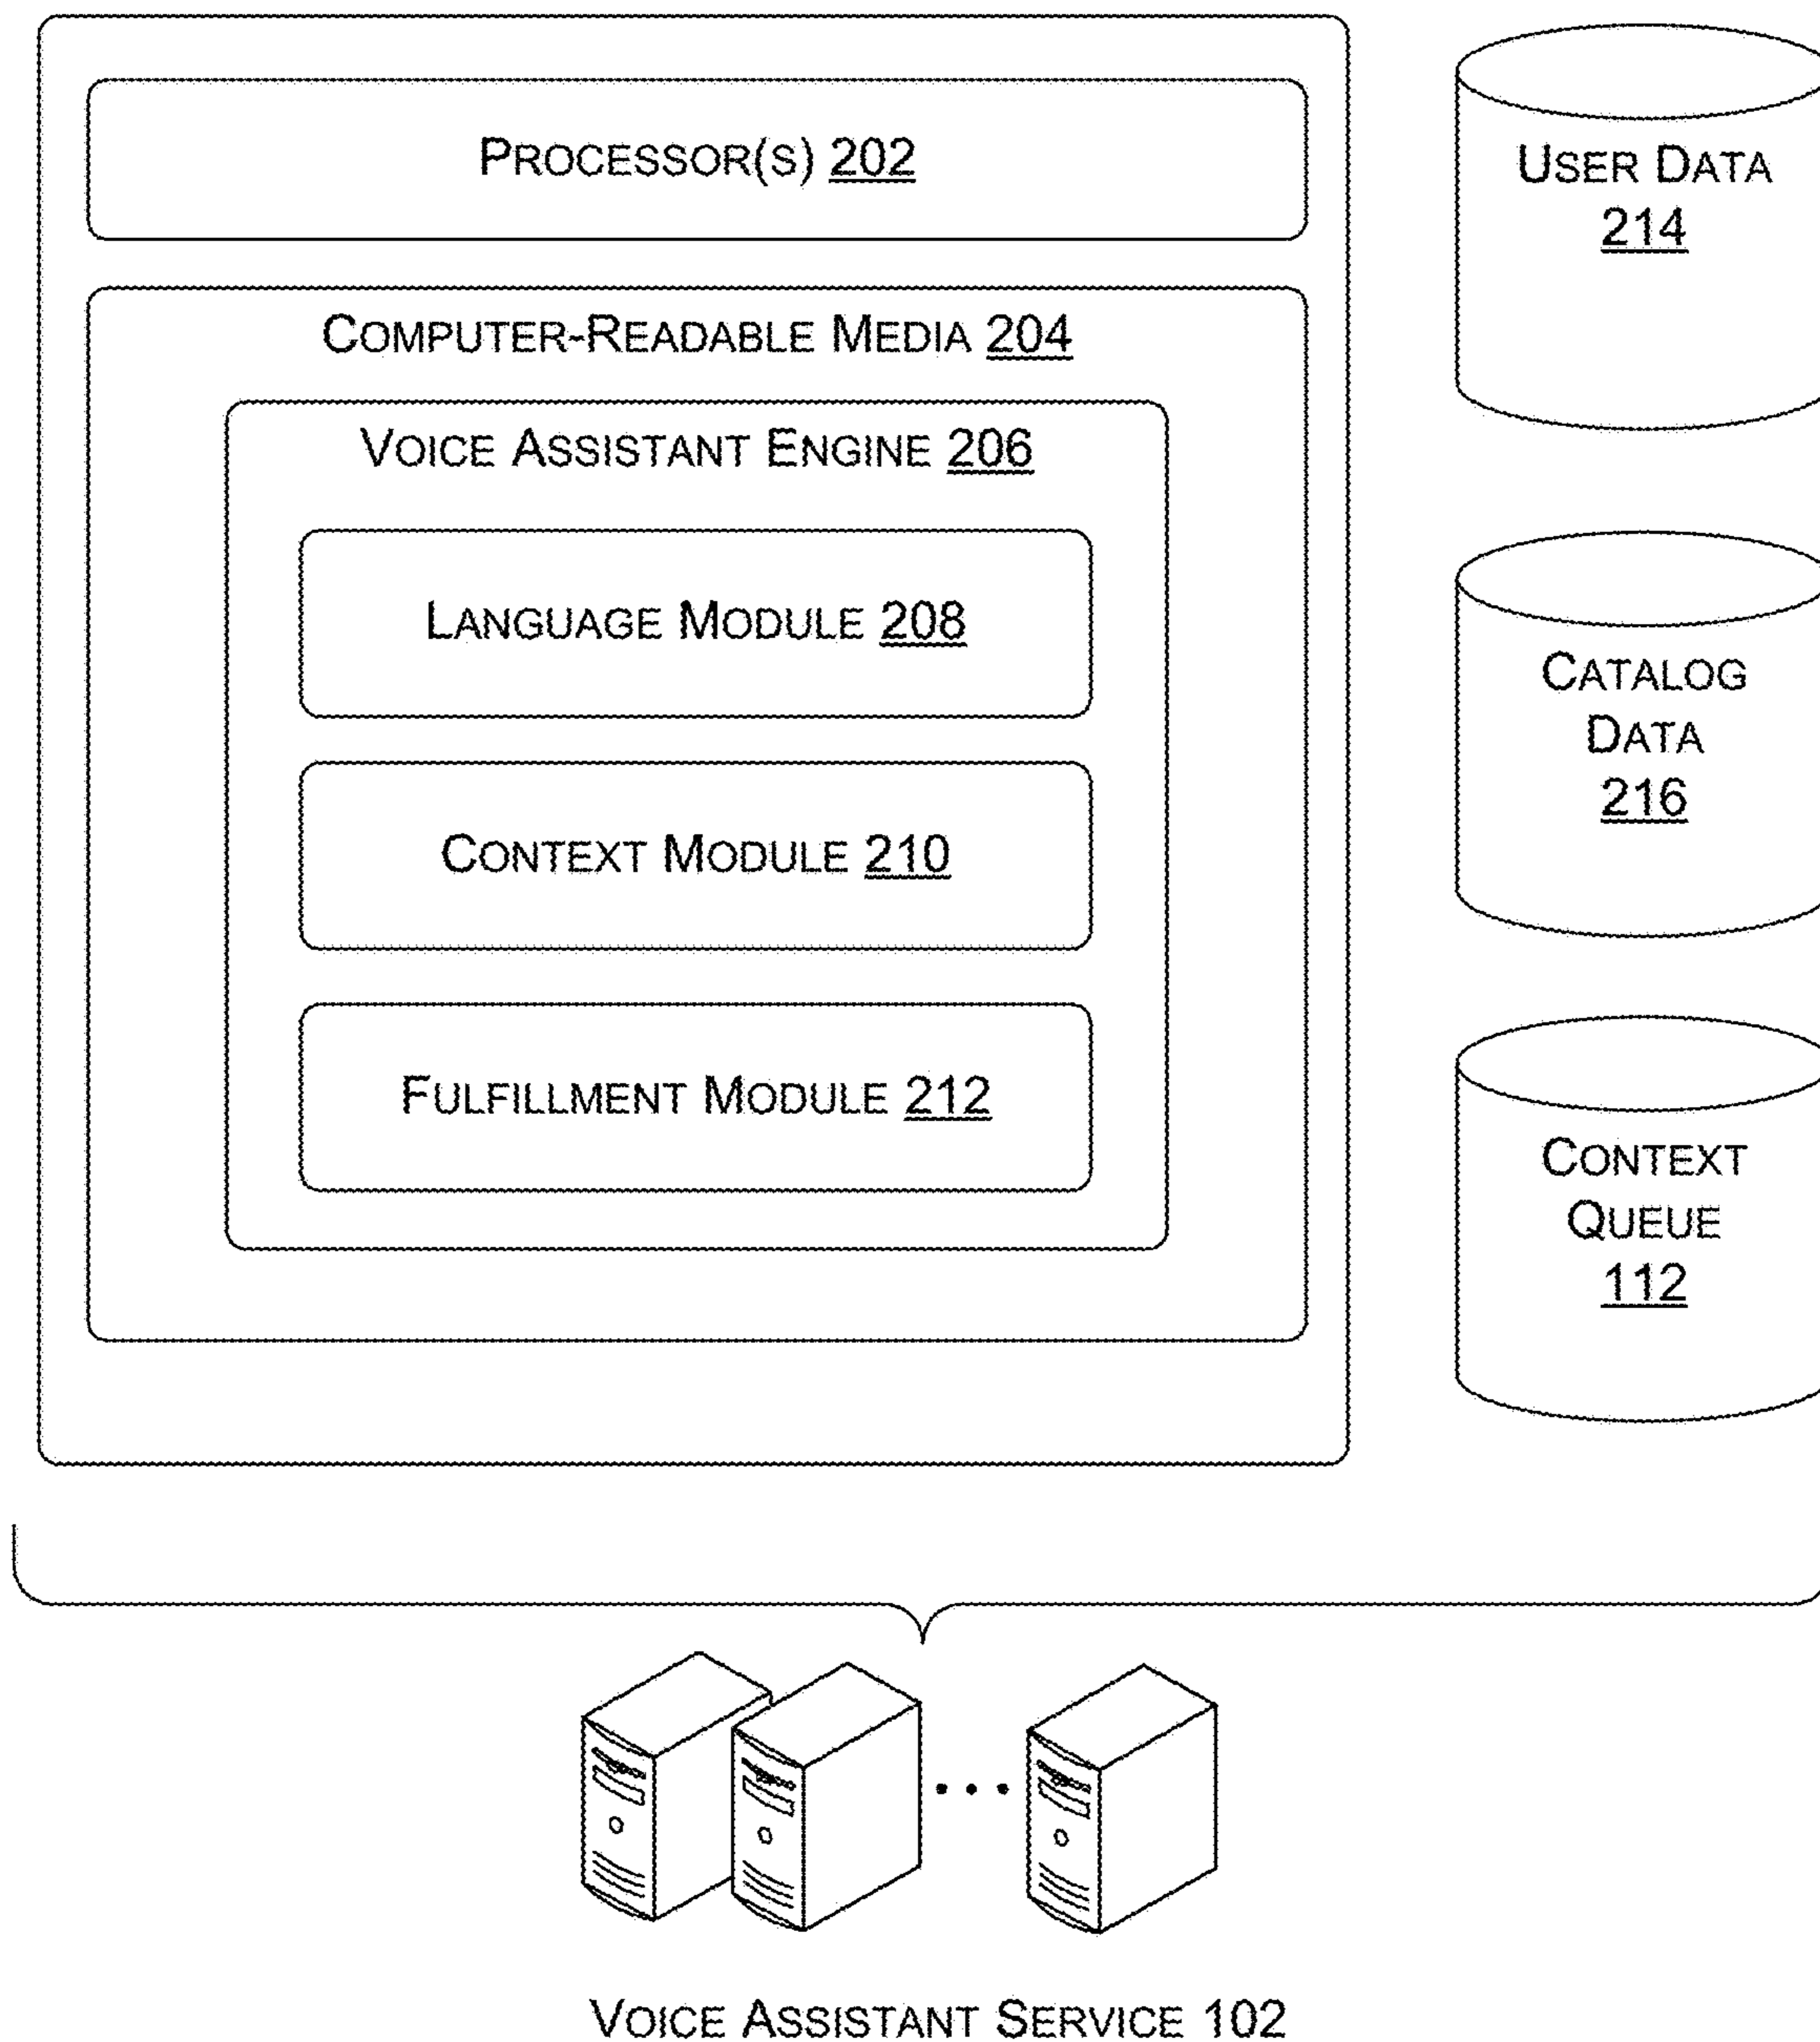 PROCESSOR(S) 202
COMPUTER-READABLE MEDIA 204
VOICE ASSISTANT ENGINE 206
LANGUAGE MODULE 208
CONTEXT MODULE 210
FULFILLMENT MODULE 212
USER DATA
214
CATALOG
DATA
216
CONTEXT
QUEUE
112
VOICE ASSISTANT SERVICE 102